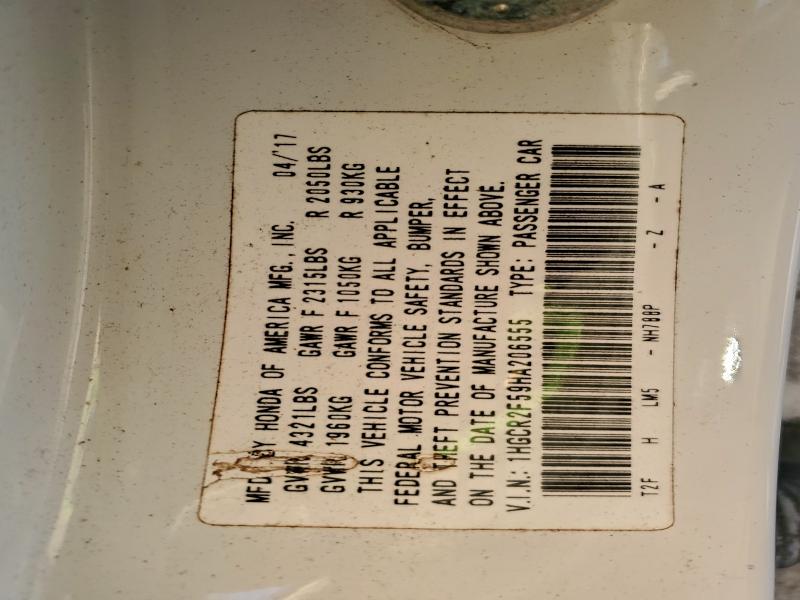 MFD BY HONDA OF AMERICA MFG., INC. 04/'17
GVWR 4321LBS GAWR F 2315LBS R 2050LBS
GVWR 1960KG GAWR F 1050KG R 930KG
THIS VEHICLE CONFORMS TO ALL APPLICABLE
FEDERAL MOTOR VEHICLE SAFETY, BUMPER,
AND THEFT PREVENTION STANDARDS IN EFFECT
ON THE DATE OF MANUFACTURE SHOWN ABOVE.
V.I.N.: 1HGCR2F59HA206555 TYPE: PASSENGER CAR
T2F H LM5 - NH788P - Z - A